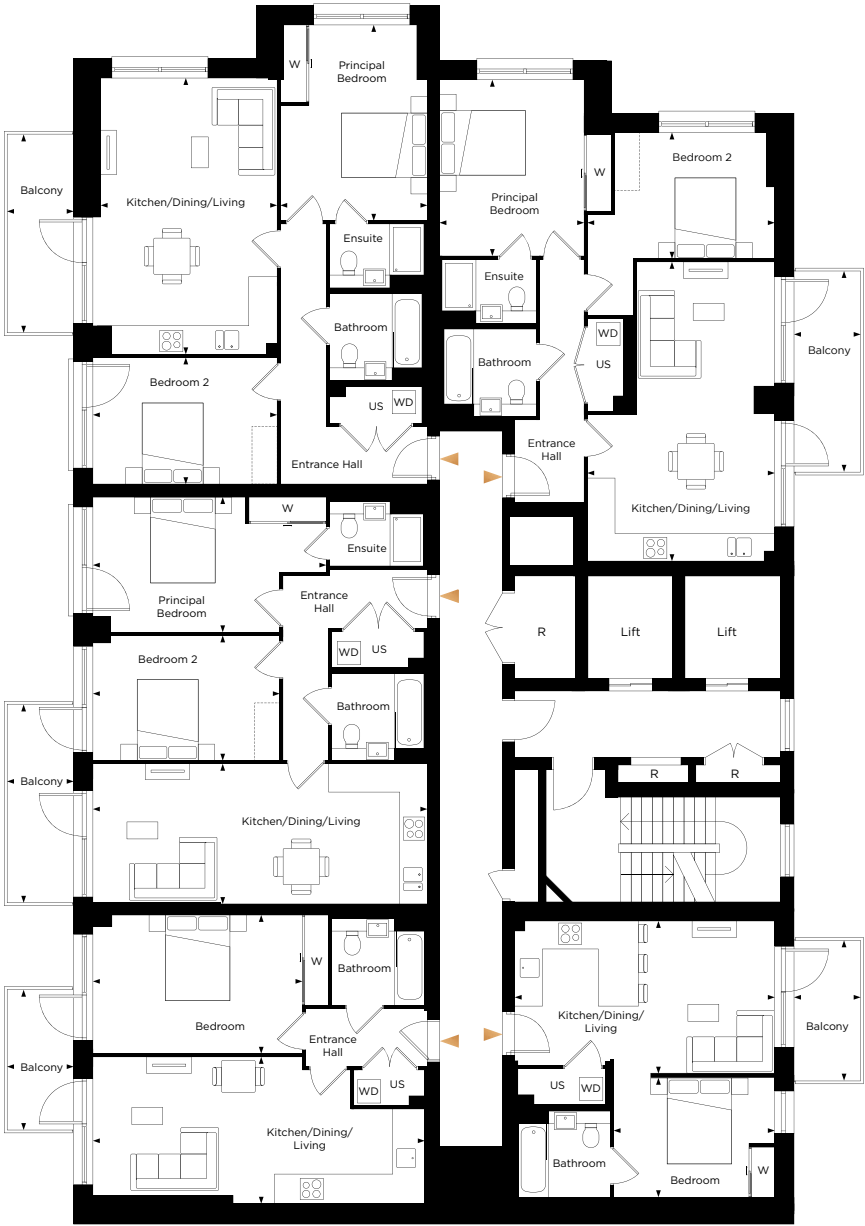 W
Principal
Bedroom
Balcony
Kitchen/Dining/Living
Ensuite
Bathroom
Bedroom 2
US
WD
Entrance Hall
Principal
Bedroom
W
Bedroom 2
Ensuite
Bathroom
WD
US
Balcony
Entrance
Hall
Kitchen/Dining/Living
W
Ensuite
Principal
Bedroom
Entrance
Hall
WD
US
Bedroom 2
Bathroom
Balcony
Kitchen/Dining/Living
R
Lift
Lift
R
R
W
Bathroom
Bedroom
Entrance
Hall
Balcony
WD
US
Kitchen/Dining/
Living
Kitchen/Dining/
Living
Balcony
US
WD
Bathroom
Bedroom
W